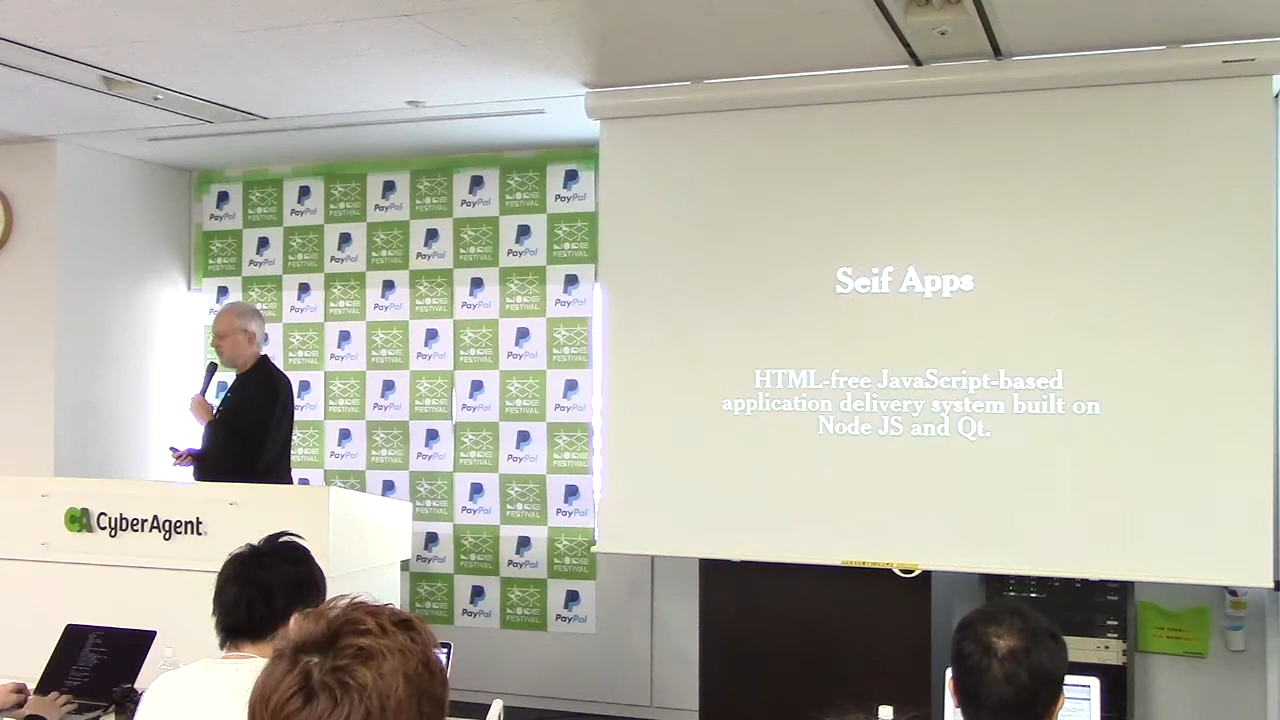 PayPal
NODE
FESTIVAL
Seif Apps
HTML-free JavaScript-based
application delivery system built on
Node JS and Qt.
CA CyberAgent.